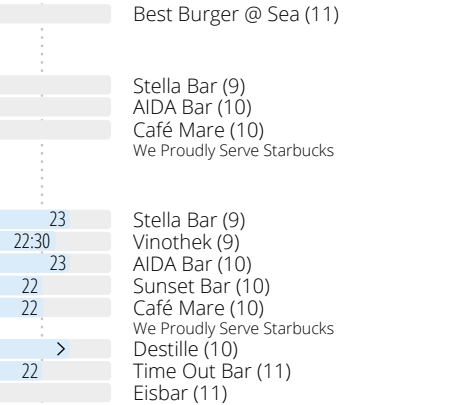 Best Burger @ Sea (11)
Stella Bar (9)
AIDA Bar (10)
Café Mare (10)
We Proudly Serve Starbucks
23 Stella Bar (9)
22:30 Vinothek (9)
23 AIDA Bar (10)
22 Sunset Bar (10)
22 Café Mare (10)
We Proudly Serve Starbucks
> Destille (10)
22 Time Out Bar (11)
Eisbar (11)